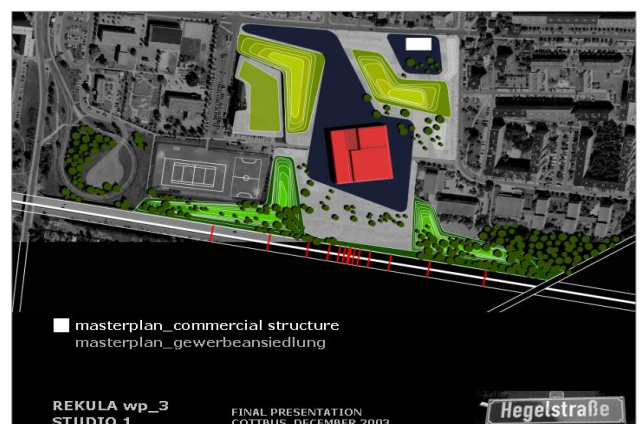 masterplan_commercial structure
masterplan_gewerbeansiedlung
REKULA wp_3
STUDIO 1
FINAL PRESENTATION
COTTBUS, DECEMBER 2003
Hegelstraße